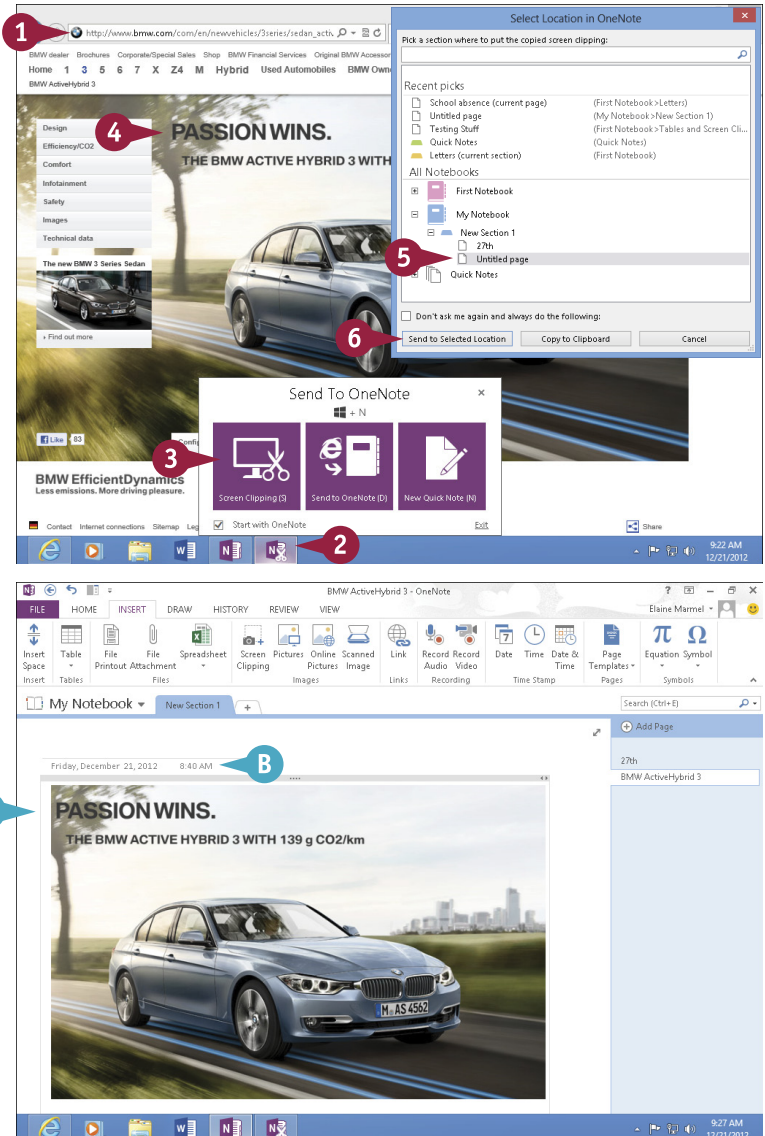 1
http://www.bmw.com/com/en/newvehicles/3series/sedan_activ
BMW dealer Brochures Corporate/Special Sales Shop BMW Financial Services Original BMW Accessor
Home 1 3 5 6 7 X Z4 M Hybrid Used Automobiles BMW Own
BMW ActiveHybrid 3
Design
Efficiency/CO2
Comfort
Infotainment
Safety
Images
Technical data
The new BMW 3 Series Sedan
› Find out more
4
PASSION WINS.
THE BMW ACTIVE HYBRID 3 WITH
Like 83
Config
BMW EfficientDynamics
Less emissions. More driving pleasure.
Contact Internet connections Sitemap Leg
Share
Select Location in OneNote
Pick a section where to put the copied screen clipping:
Recent picks
School absence (current page) (First Notebook>Letters)
Untitled page (My Notebook>New Section 1)
Testing Stuff (First Notebook>Tables and Screen Cli...
Quick Notes (Quick Notes)
Letters (current section) (First Notebook)
All Notebooks
First Notebook
My Notebook
New Section 1
27th
5
Untitled page
Quick Notes
Don't ask me again and always do the following:
6
Send to Selected Location Copy to Clipboard Cancel
Send To OneNote
+ N
3
Screen Clipping (S) Send to OneNote (D) New Quick Note (N)
Start with OneNote Exit
2
9:22 AM
12/21/2012
BMW ActiveHybrid 3 - OneNote
FILE HOME INSERT DRAW HISTORY REVIEW VIEW Elaine Marmel
Insert Table File File Spreadsheet Screen Pictures Online Scanned Link Record Record Date Time Date & Page Equation Symbol
Space Printout Attachment Clipping Pictures Image Audio Video Time Templates
Insert Tables Files Images Links Recording Time Stamp Pages Symbols
My Notebook New Section 1 + Search (Ctrl+E)
Add Page
27th
BMW ActiveHybrid 3
Friday, December 21, 2012 8:40 AM
B
PASSION WINS.
THE BMW ACTIVE HYBRID 3 WITH 139 g CO2/km
M AS 4562
9:27 AM
12/21/2012